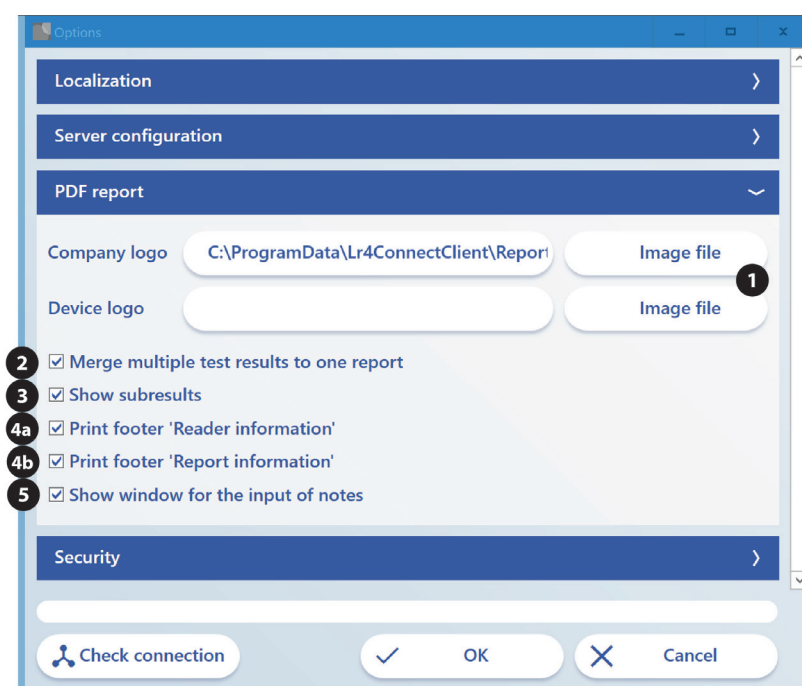 Options
Localization
Server configuration
PDF report
Company logo C:\ProgramData\Lr4ConnectClient\Report Image file
1
Device logo Image file
2 Merge multiple test results to one report
3 Show subresults
4a Print footer 'Reader information'
4b Print footer 'Report information'
5 Show window for the input of notes
Security
Check connection OK Cancel